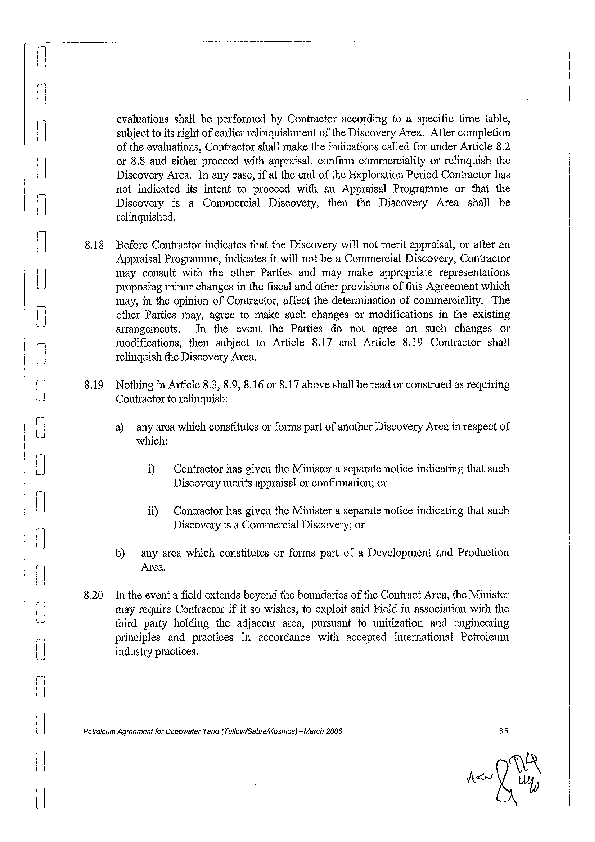 evaluations shall be performed by Contractor according to a specific time table,
subject to its right of earlier relinquishment of the Discovery Area. After completion
of the evaluations, Contractor shall make the indications called for under Article 8.2
or 8.8 and either proceed with appraisal, confirm commerciality or relinquish the
Discovery Area. In any case, if at the end of the Exploration Period Contractor has
not indicated its intent to proceed with an Appraisal Programme or that the
Discovery is a Commercial Discovery, then the Discovery Area shall be
relinquished.
8.18 Before Contractor indicates that the Discovery will not merit appraisal, or after an
Appraisal Programme, indicates it will not be a Commercial Discovery, Contractor
may consult with the other Parties and may make appropriate representations
proposing minor changes in the fiscal and other provisions of this Agreement which
may, in the opinion of Contractor, affect the determination of commerciality. The
other Parties may, agree to make such changes or modifications in the existing
arrangements. In the event the Parties do not agree on such changes or
modifications, then subject to Article 8.17 and Article 8.19 Contractor shall
relinquish the Discovery Area.
8.19 Nothing in Article 8.3, 8.9, 8.16 or 8.17 above shall be read or construed as requiring
Contractor to relinquish:
a) any area which constitutes or forms part of another Discovery Area in respect of
which:
i) Contractor has given the Minister a separate notice indicating that such
Discovery merits appraisal or confirmation; or
ii) Contractor has given the Minister a separate notice indicating that such
Discovery is a Commercial Discovery; or
b) any area which constitutes or forms part of a Development and Production
Area.
8.20 In the event a field extends beyond the boundaries of the Contract Area, the Minister
may require Contractor if it so wishes, to exploit said field in association with the
third party holding the adjacent area, pursuant to unitization and engineering
principles and practices in accordance with accepted International Petroleum
industry practices.
Petroleum Agreement for Deepwater Tano (Tullow/Sabre/Kosmos) – March 2006 35